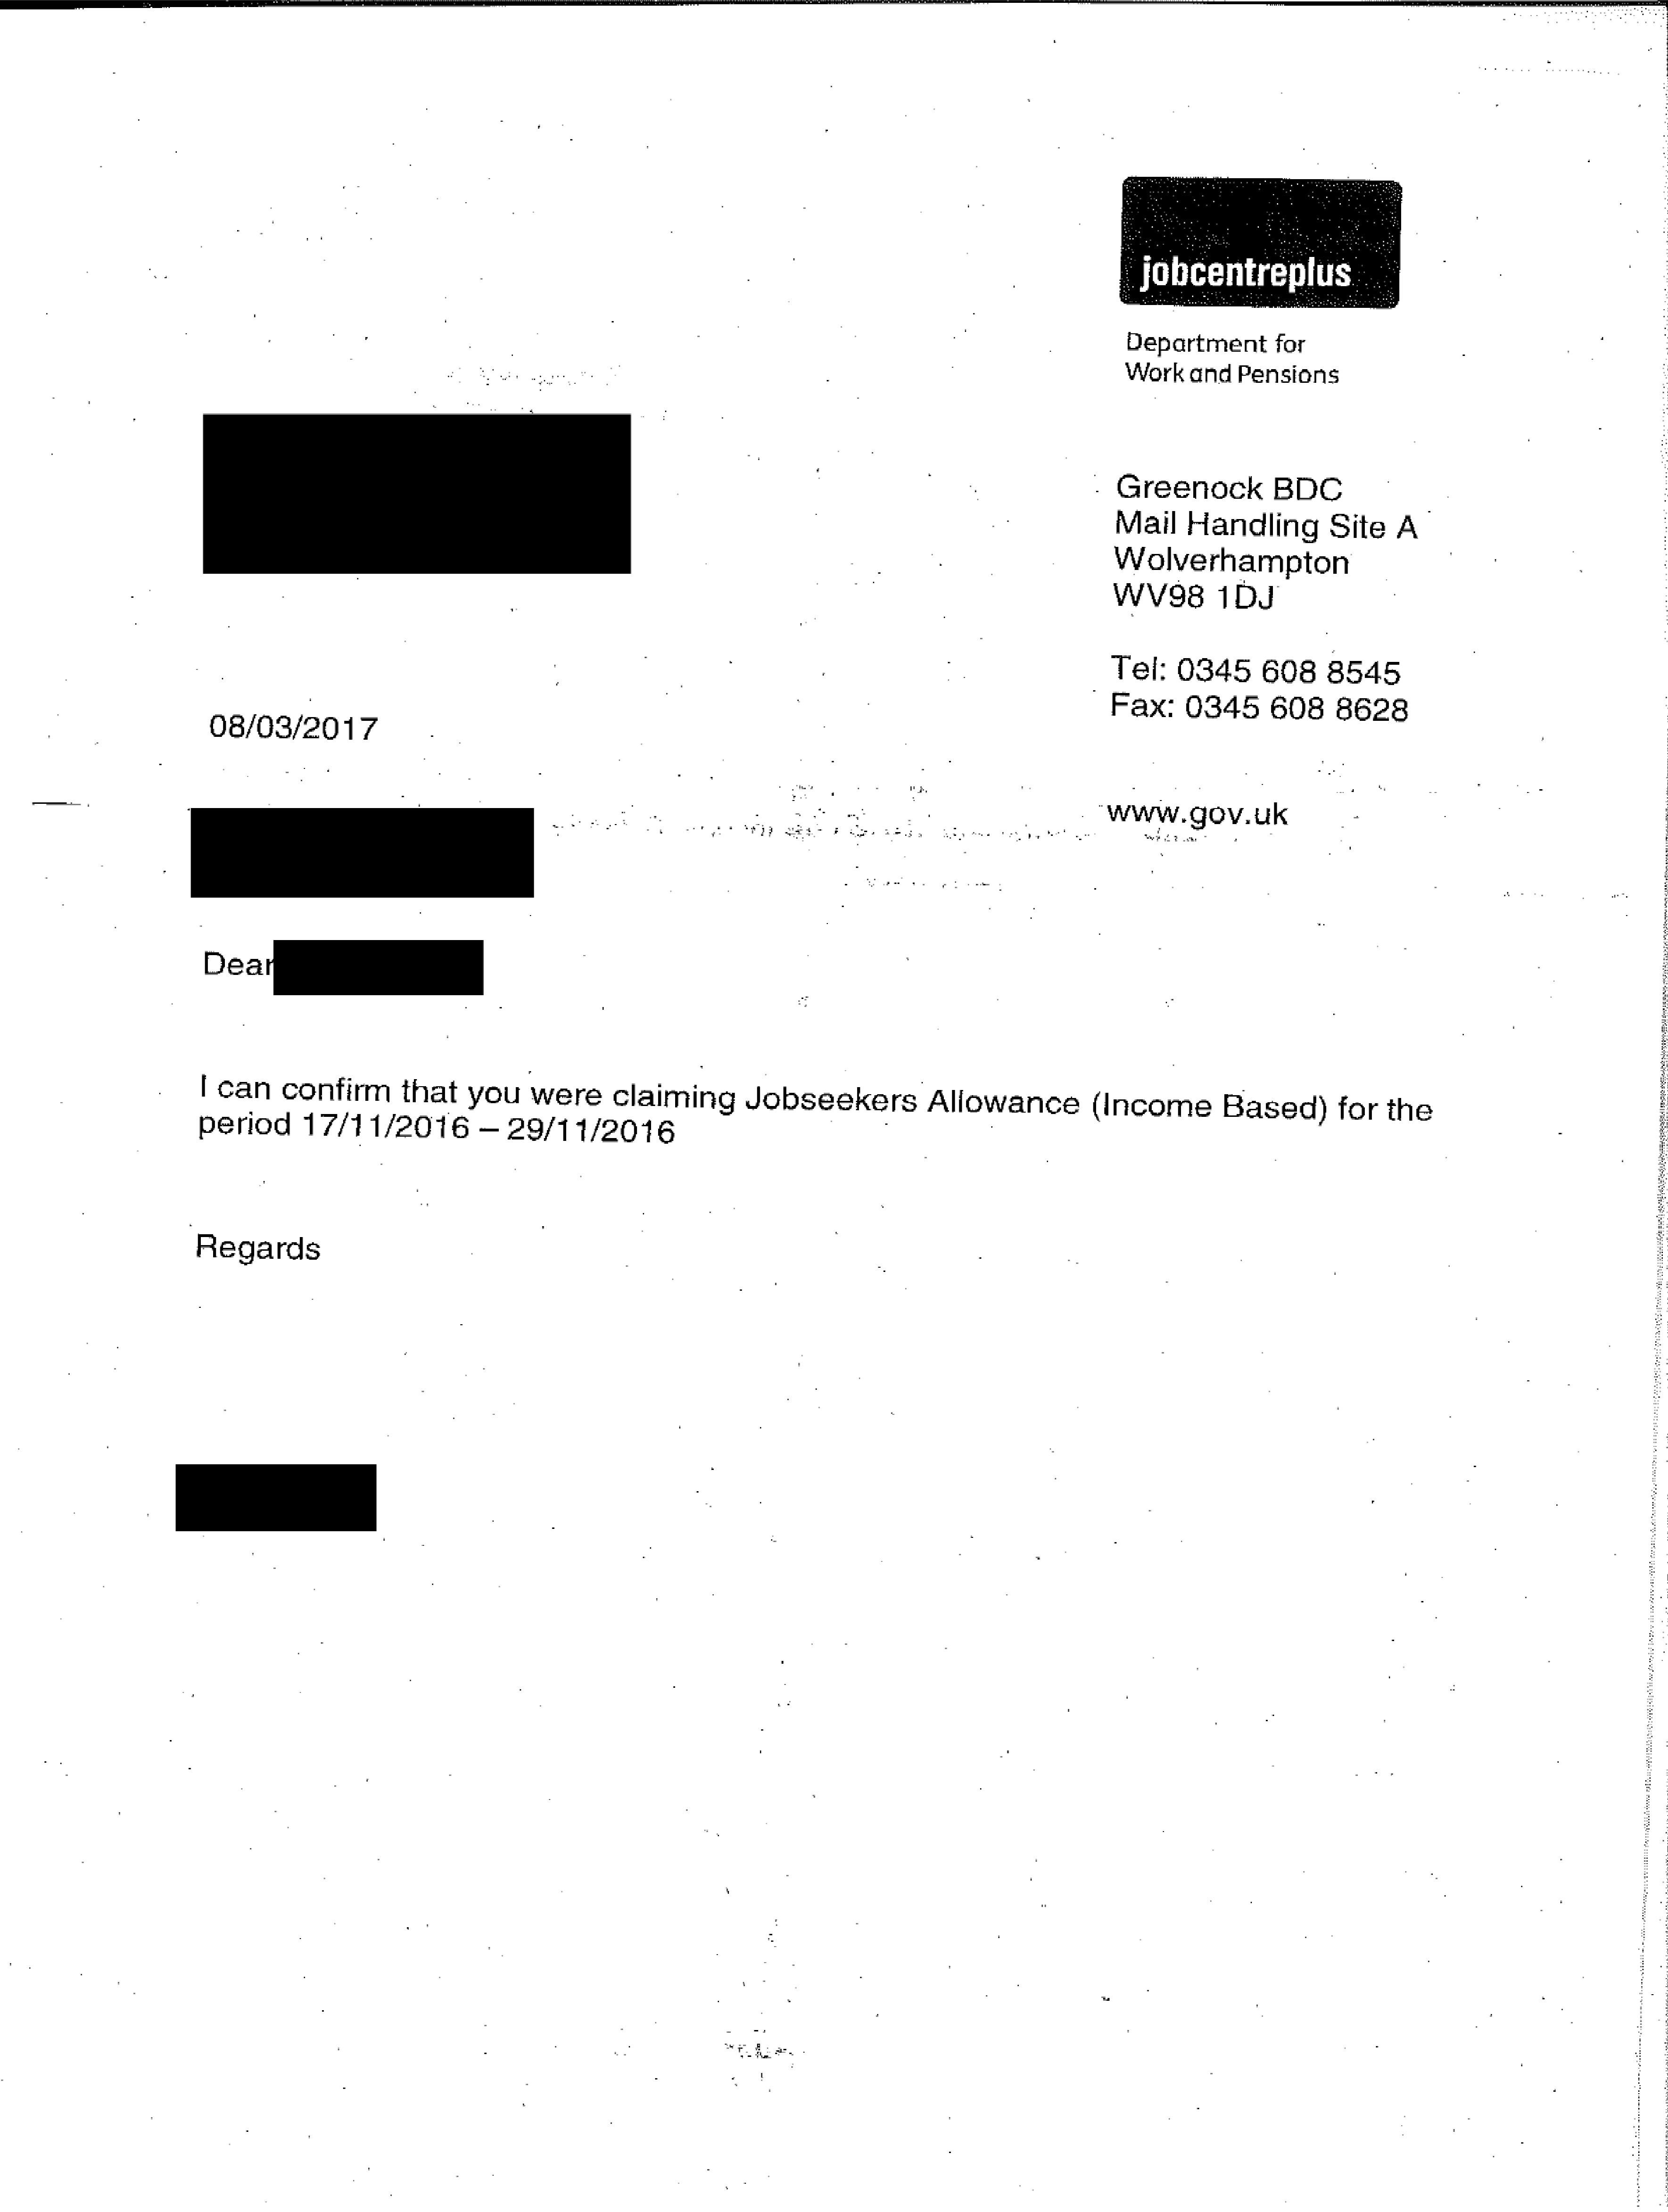 jobcentreplus
Department for
Work and Pensions
Greenock BDC
Mail Handling Site A
Wolverhampton
WV98 1DJ
Tel: 0345 608 8545
Fax: 0345 608 8628
08/03/2017
www.gov.uk
Dear
I can confirm that you were claiming Jobseekers Allowance (Income Based) for the
period 17/11/2016 – 29/11/2016
Regards